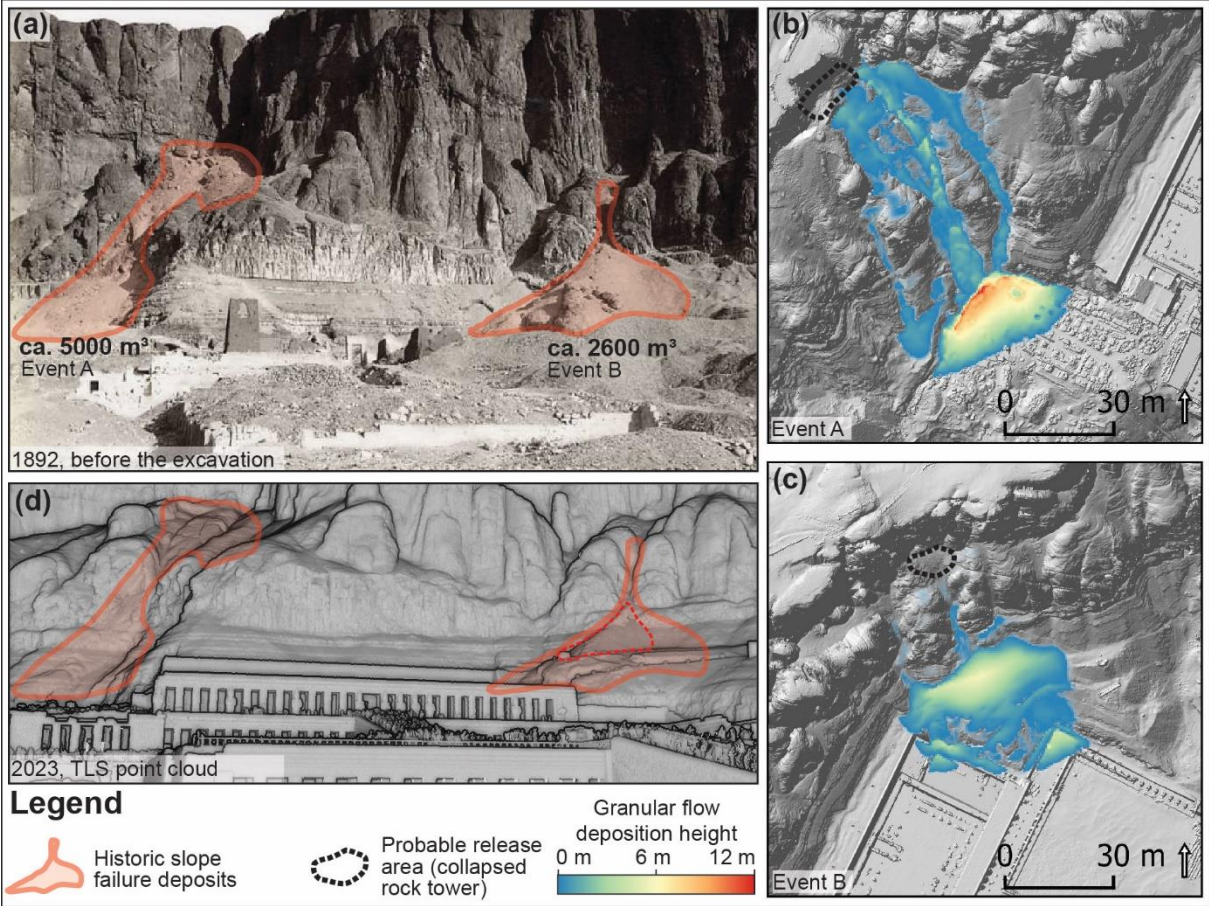 (a)
ca. 5000 m³
Event A
ca. 2600 m³
Event B
1892, before the excavation
(b)
0 30 m
Event A
(c)
0 30 m
Event B
(d)
2023, TLS point cloud
Legend
Historic slope
failure deposits
Probable release
area (collapsed
rock tower)
Granular flow
deposition height
0 m 6 m 12 m